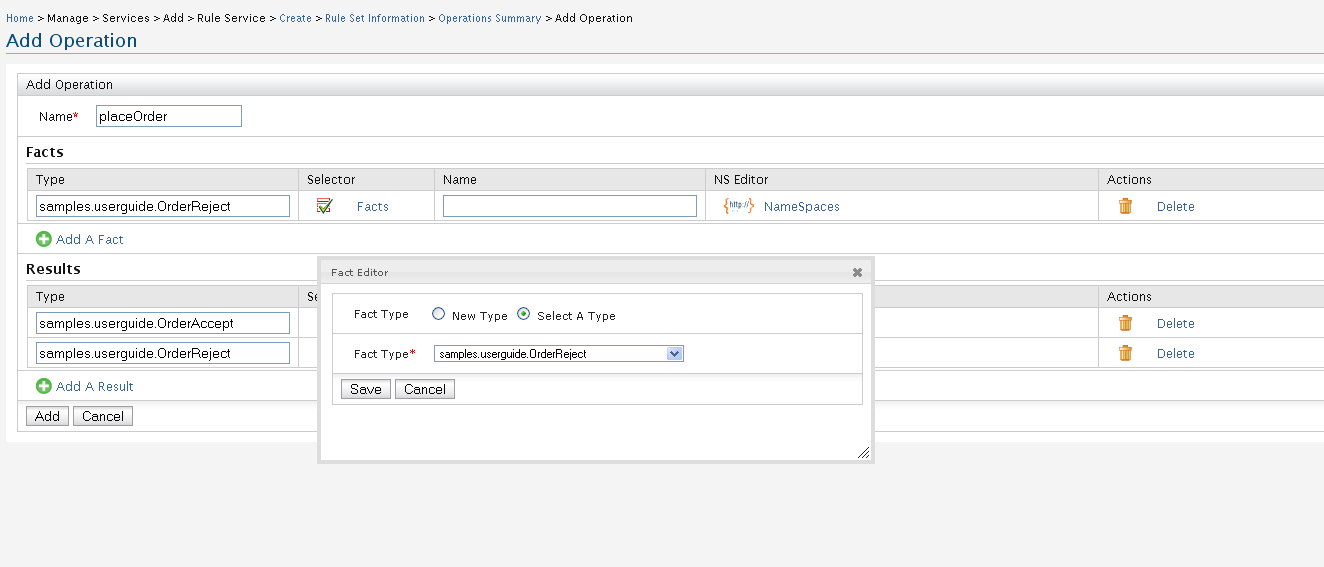 Home > Manage > Services > Add > Rule Service > Create > Rule Set Information > Operations Summary > Add Operation
Add Operation
Add Operation
Name* placeOrder
Facts
Type Selector Name NS Editor Actions
samples.userguide.OrderReject Facts {http://} NameSpaces Delete
Add A Fact
Results
Type Se Actions
samples.userguide.OrderAccept Delete
samples.userguide.OrderReject Delete
Add A Result
Add Cancel
Fact Editor
Fact Type New Type Select A Type
Fact Type* samples.userguide.OrderReject
Save Cancel